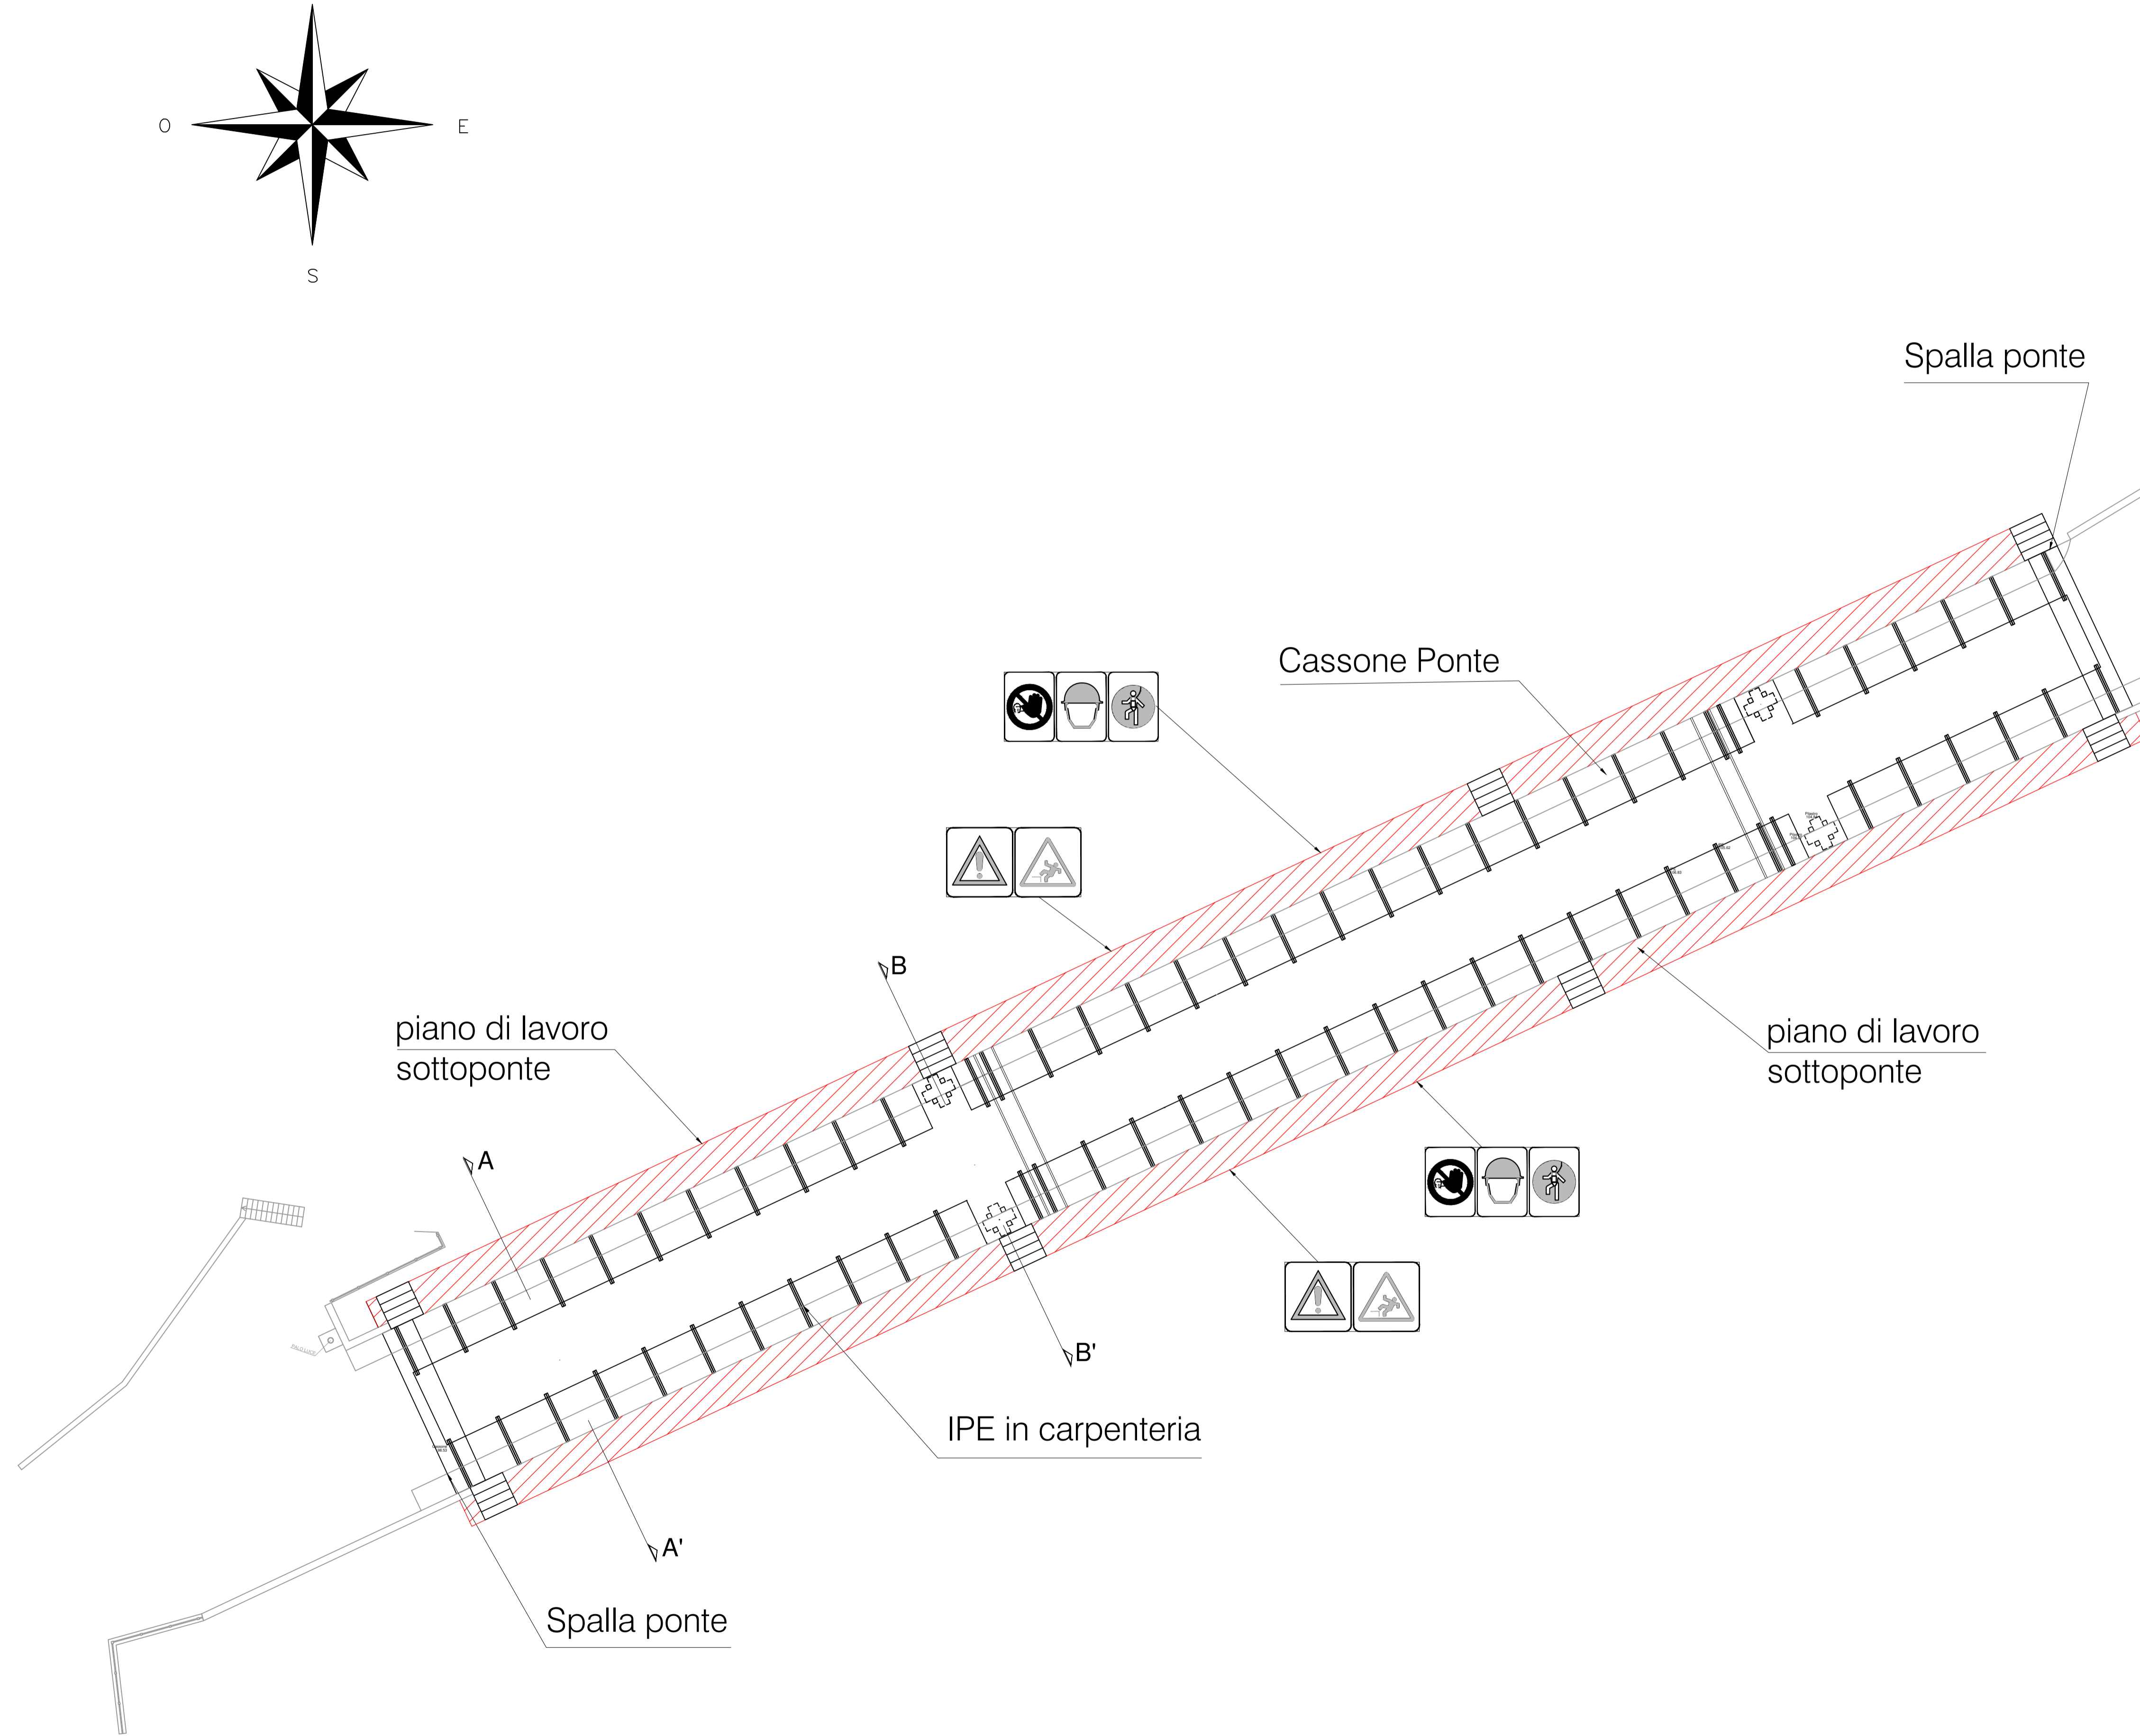 O
E
S
Spalla ponte
Cassone Ponte
B
piano di lavoro
sottoponte
piano di lavoro
sottoponte
A
B'
IPE in carpenteria
A'
Spalla ponte